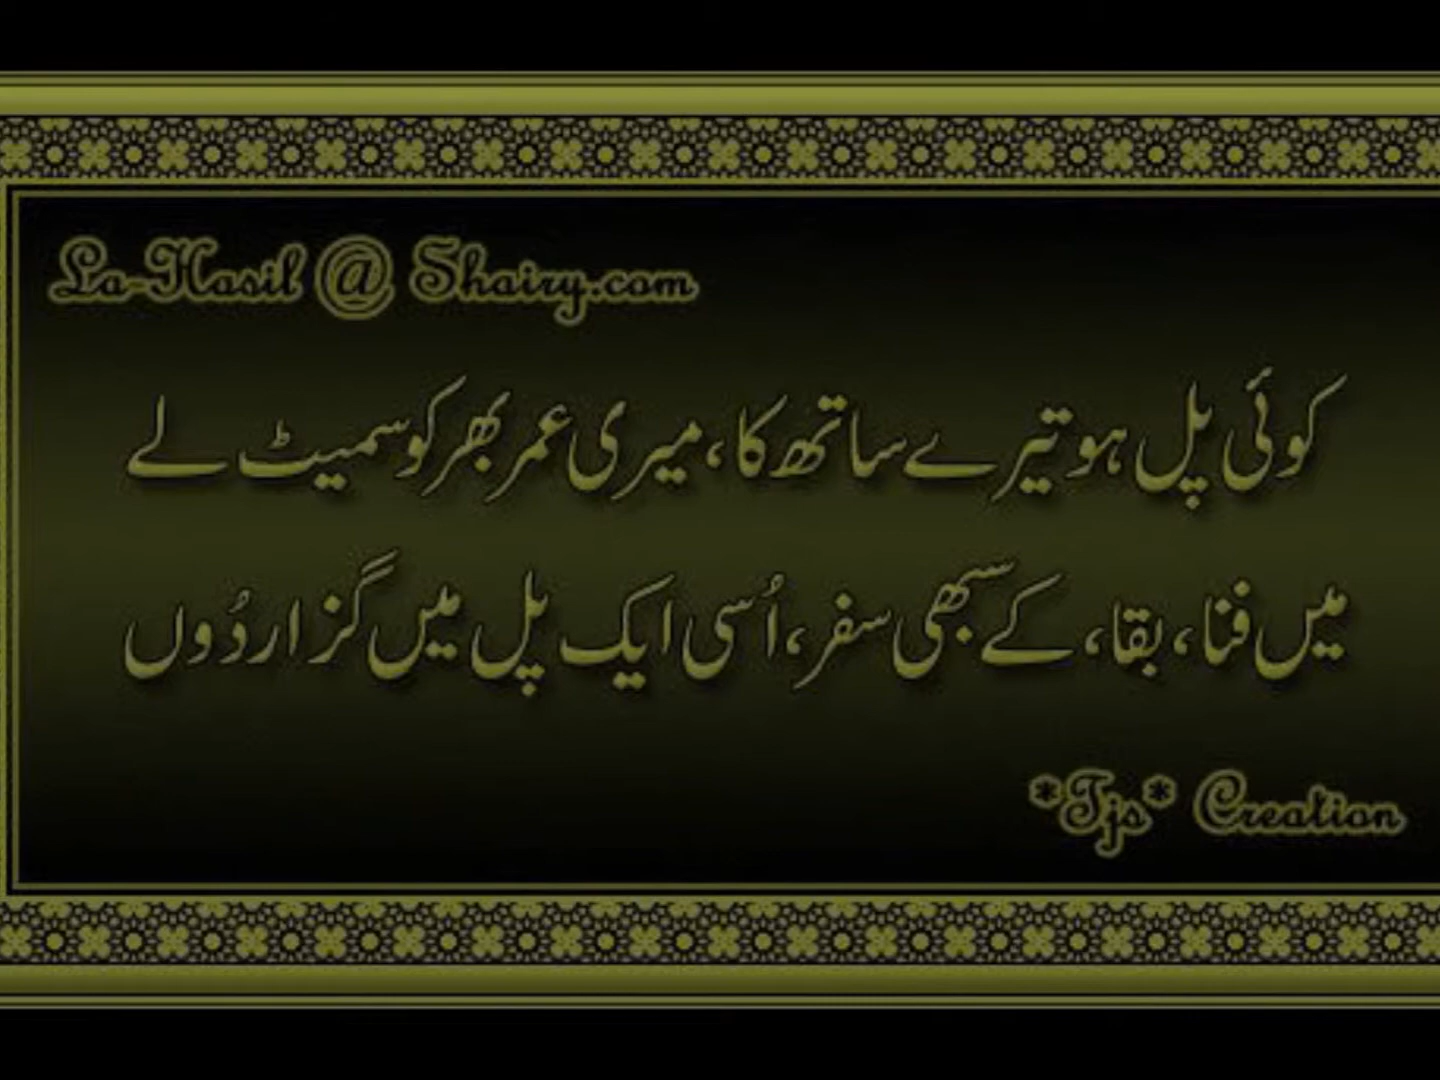 La-Hasil @ Shairy.com
کوئی پل ہو تیرے ساتھ کا، میری عمر بھر کو سمیٹ لے
میں فنا، بقا، کے سبھی سفر، اُسی ایک پل میں گزار دُوں
*Tjs* Creation